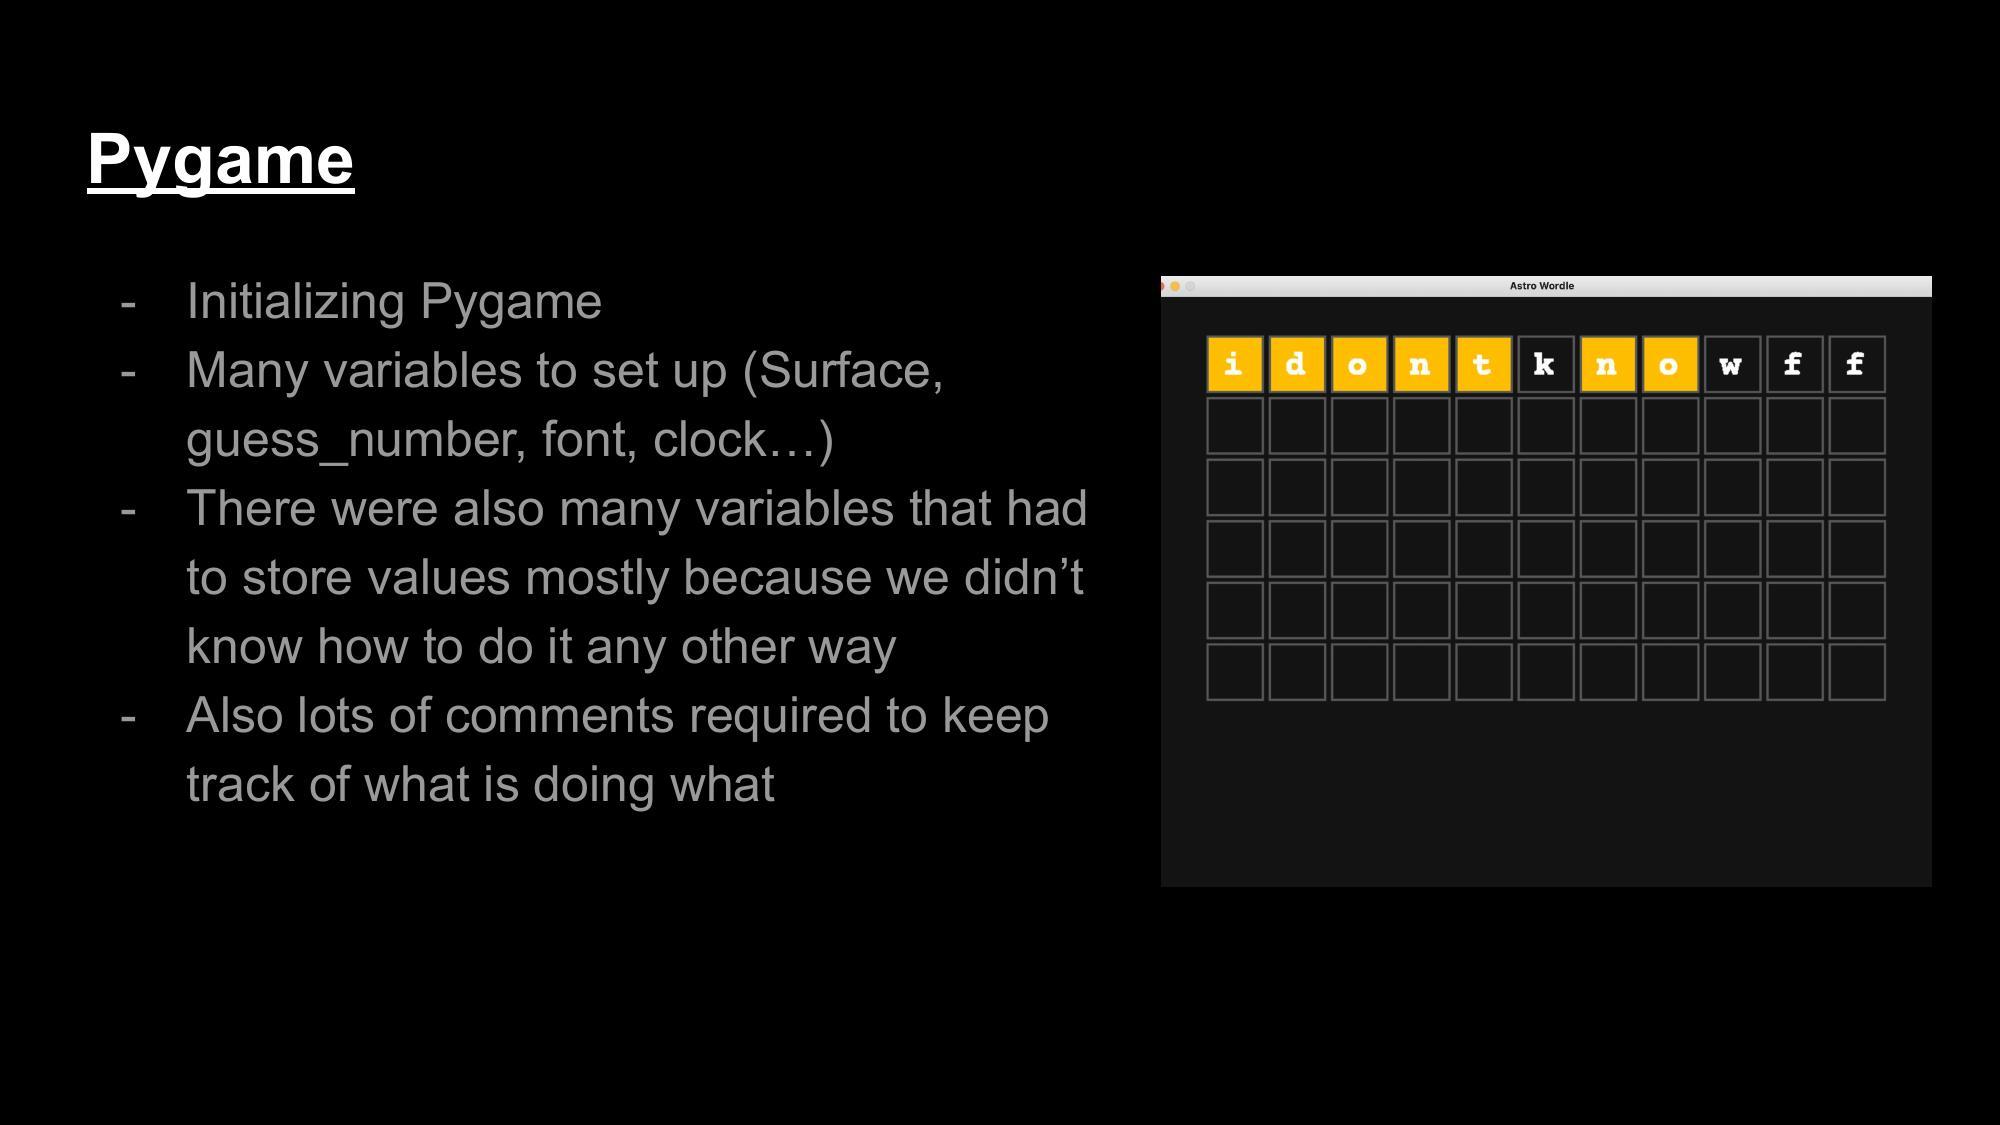 Pygame
- Initializing Pygame
- Many variables to set up (Surface,
guess_number, font, clock…)
- There were also many variables that had
to store values mostly because we didn’t
know how to do it any other way
- Also lots of comments required to keep
track of what is doing what
Astro Wordle
i d o n t k n o w f f